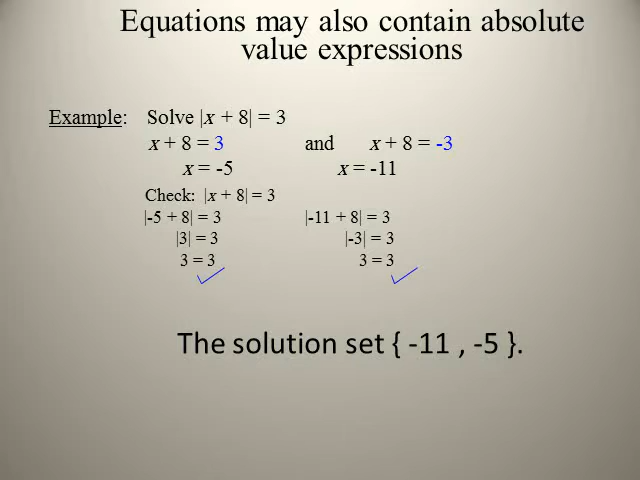 Equations may also contain absolute
value expressions
Example: Solve |x + 8| = 3
x + 8 = 3 and x + 8 = -3
x = -5 x = -11
Check: |x + 8| = 3
|-5 + 8| = 3 |-11 + 8| = 3
|3| = 3 |-3| = 3
3 = 3 3 = 3
The solution set { -11 , -5 }.